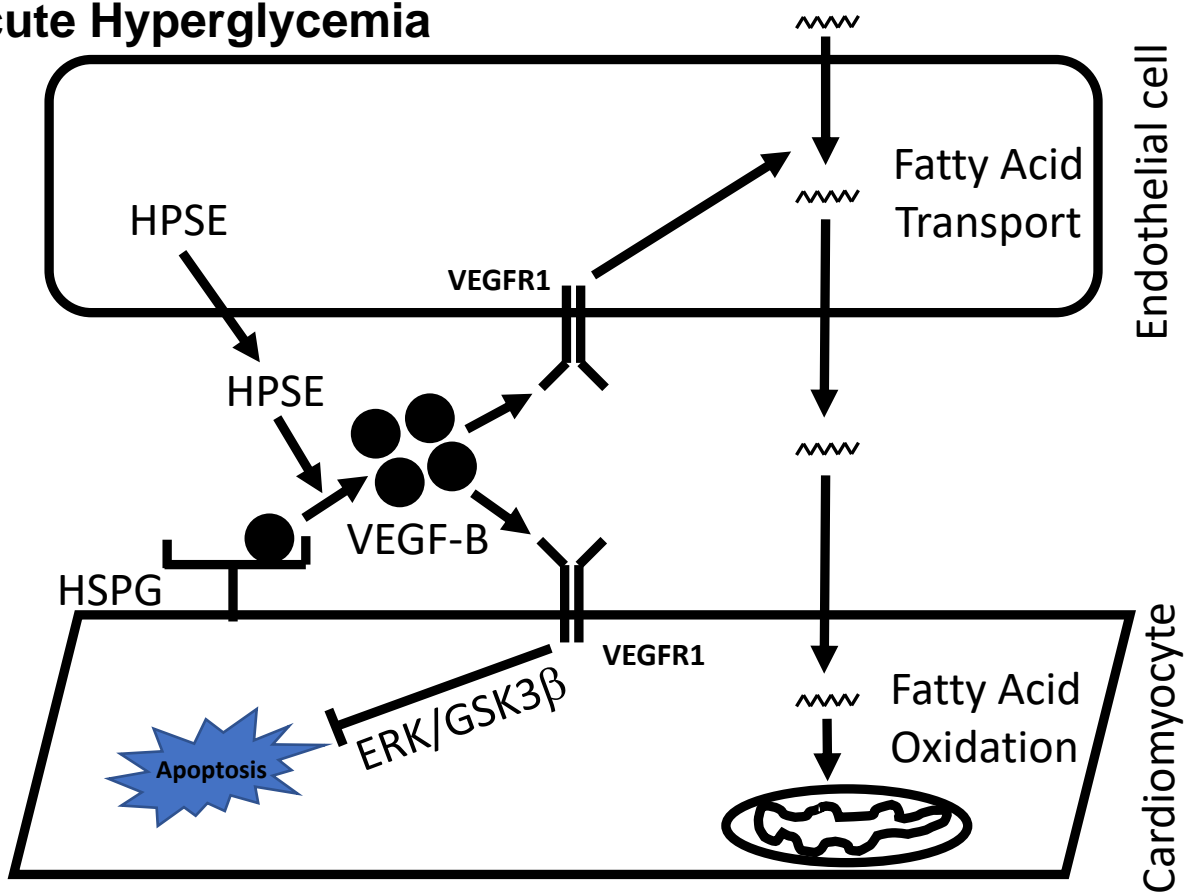 cute Hyperglycemia
Endothelial cell
Fatty Acid
Transport
HPSE
VEGFR1
HPSE
VEGF-B
HSPG
VEGFR1
ERK/GSK3β
Apoptosis
Fatty Acid
Oxidation
Cardiomyocyte